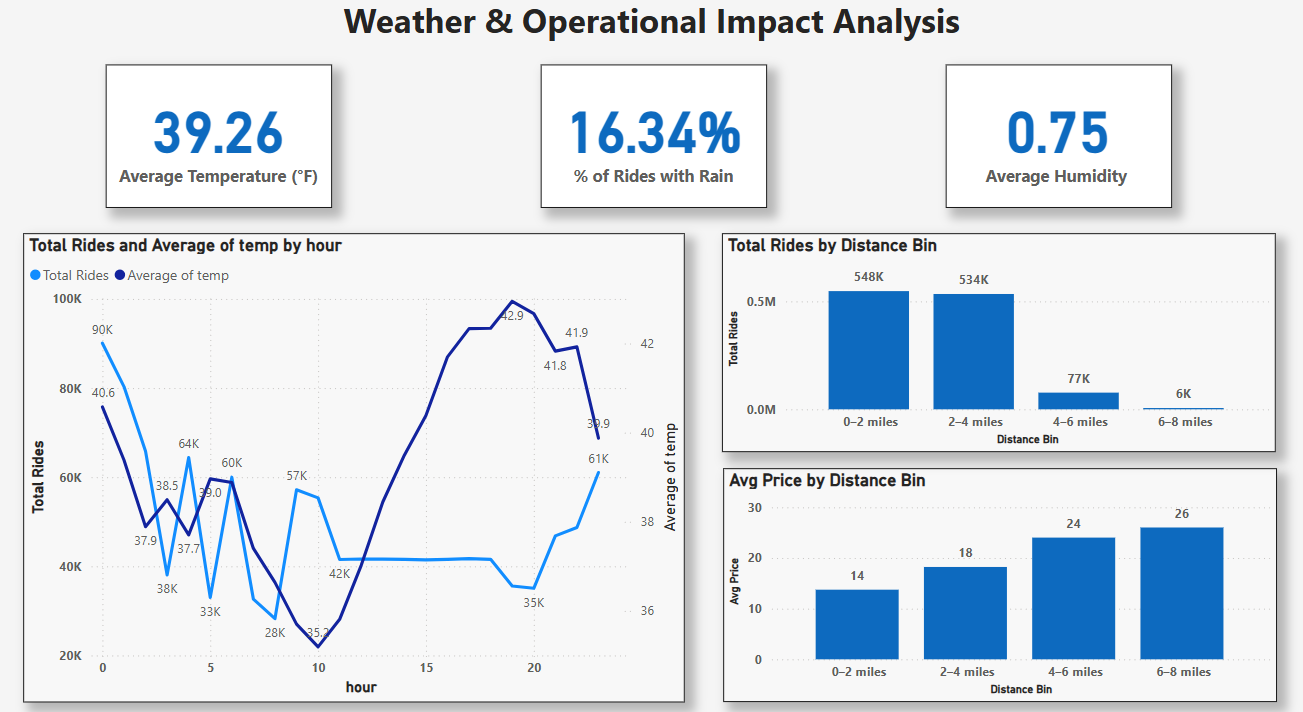 Weather & Operational Impact Analysis
39.26
Average Temperature (°F)
16.34%
% of Rides with Rain
0.75
Average Humidity
Total Rides and Average of temp by hour
Total Rides Average of temp
100K
80K
60K
40K
20K
Total Rides
90K
40.6
37.9
38.5
38K
64K
37.7
39.0
33K
60K
28K
57K
35.2
42K
42.9
35K
41.8
41.9
39.9
61K
42
40
38
36
Average of temp
0 5 10 15 20
hour
Total Rides by Distance Bin
0.5M
0.0M
Total Rides
548K 534K 77K 6K
0–2 miles 2–4 miles 4–6 miles 6–8 miles
Distance Bin
Avg Price by Distance Bin
30
20
10
0
Avg Price
14 18 24 26
0–2 miles 2–4 miles 4–6 miles 6–8 miles
Distance Bin